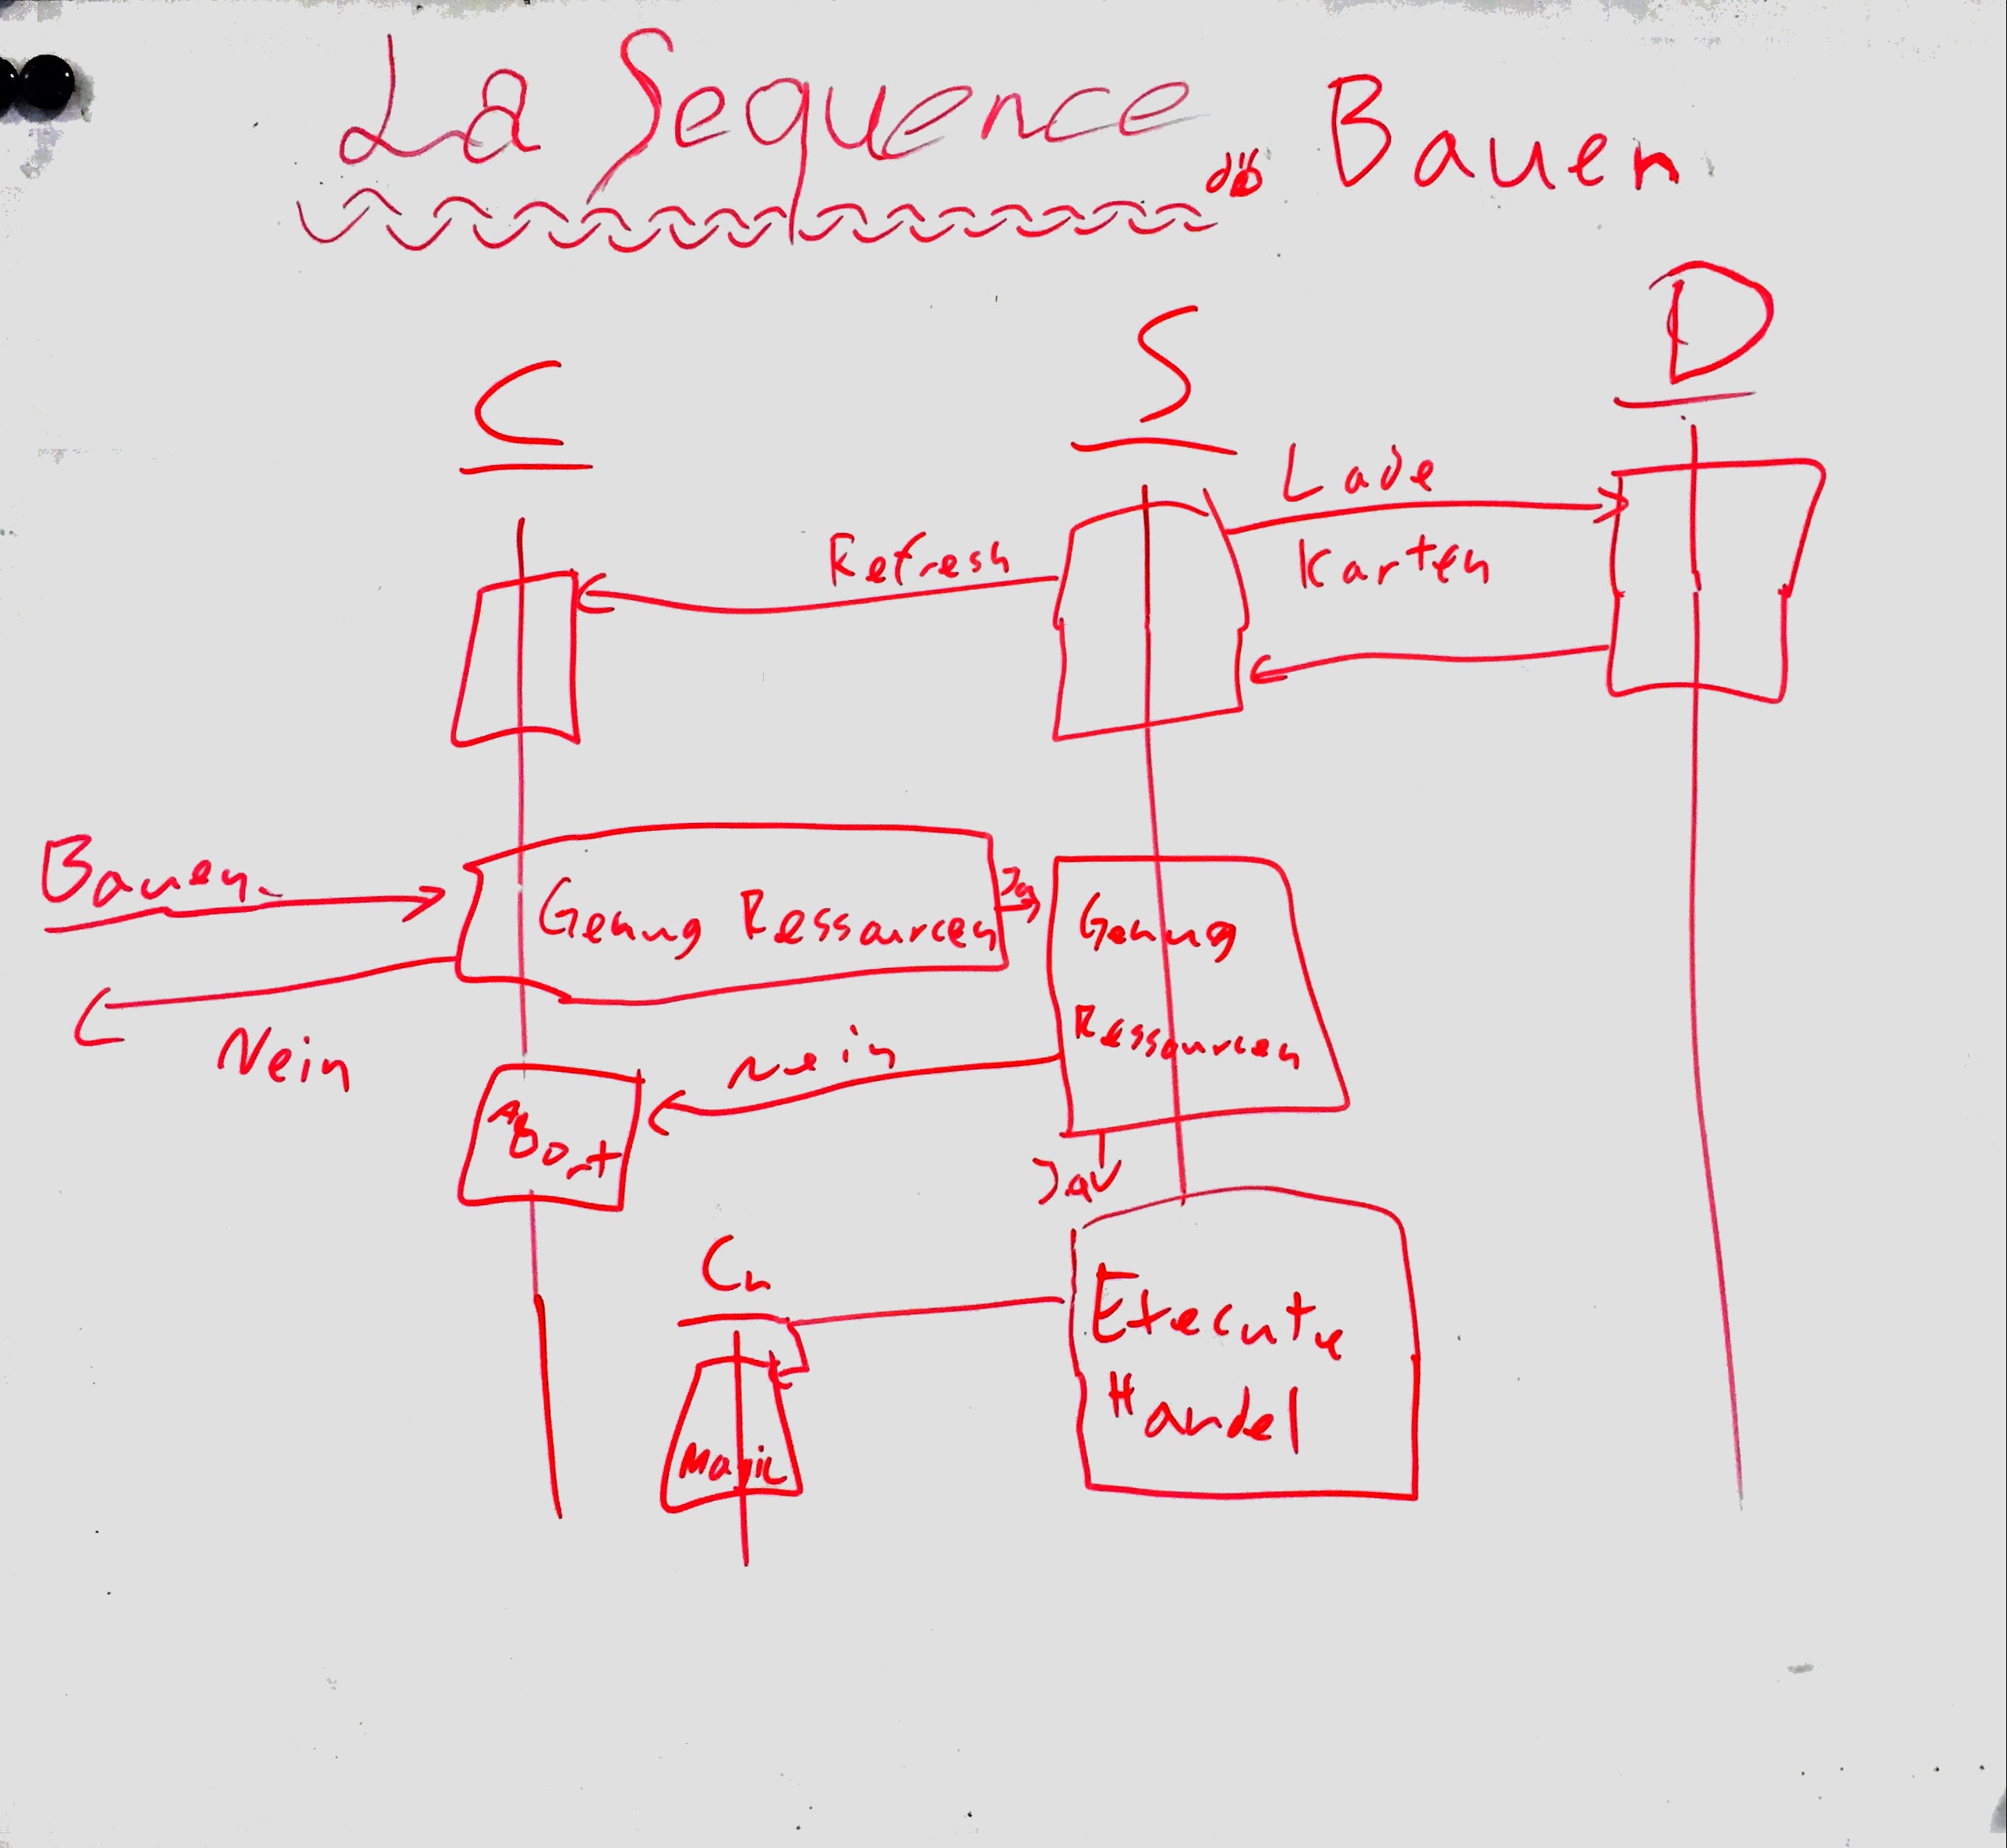 La Sequence Bauen
D
S
C
Lade
Karten
Refresh
Bauen
Genug Ressourcen
Ja
Genug
Ressourcen
Nein
Nein
ABort
Ja
Cn
Execute
Handel
Magic